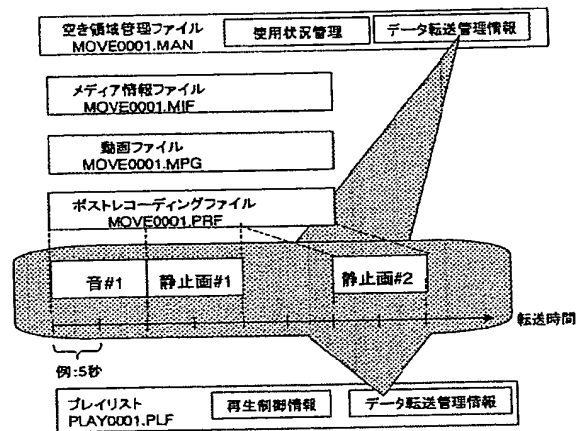 空き領域管理ファイル
MOVE0001.MAN
使用状況管理
データ転送管理情報
メディア情報ファイル
MOVE0001.MIF
動画ファイル
MOVE0001.MPG
ポストレコーディングファイル
MOVE0001.PRF
音#1
静止画#1
静止画#2
転送時間
例:5秒
プレイリスト
PLAY0001.PLF
再生制御情報
データ転送管理情報